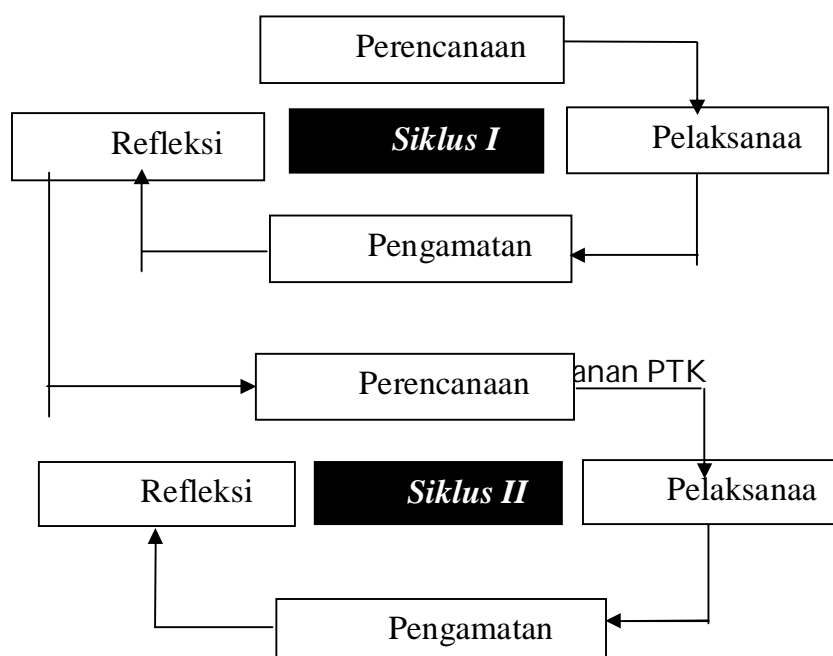 Perencanaan
Refleksi
Siklus I
Pelaksanaa
Pengamatan
Perencanaan
anan PTK
Refleksi
Siklus II
Pelaksanaa
Pengamatan